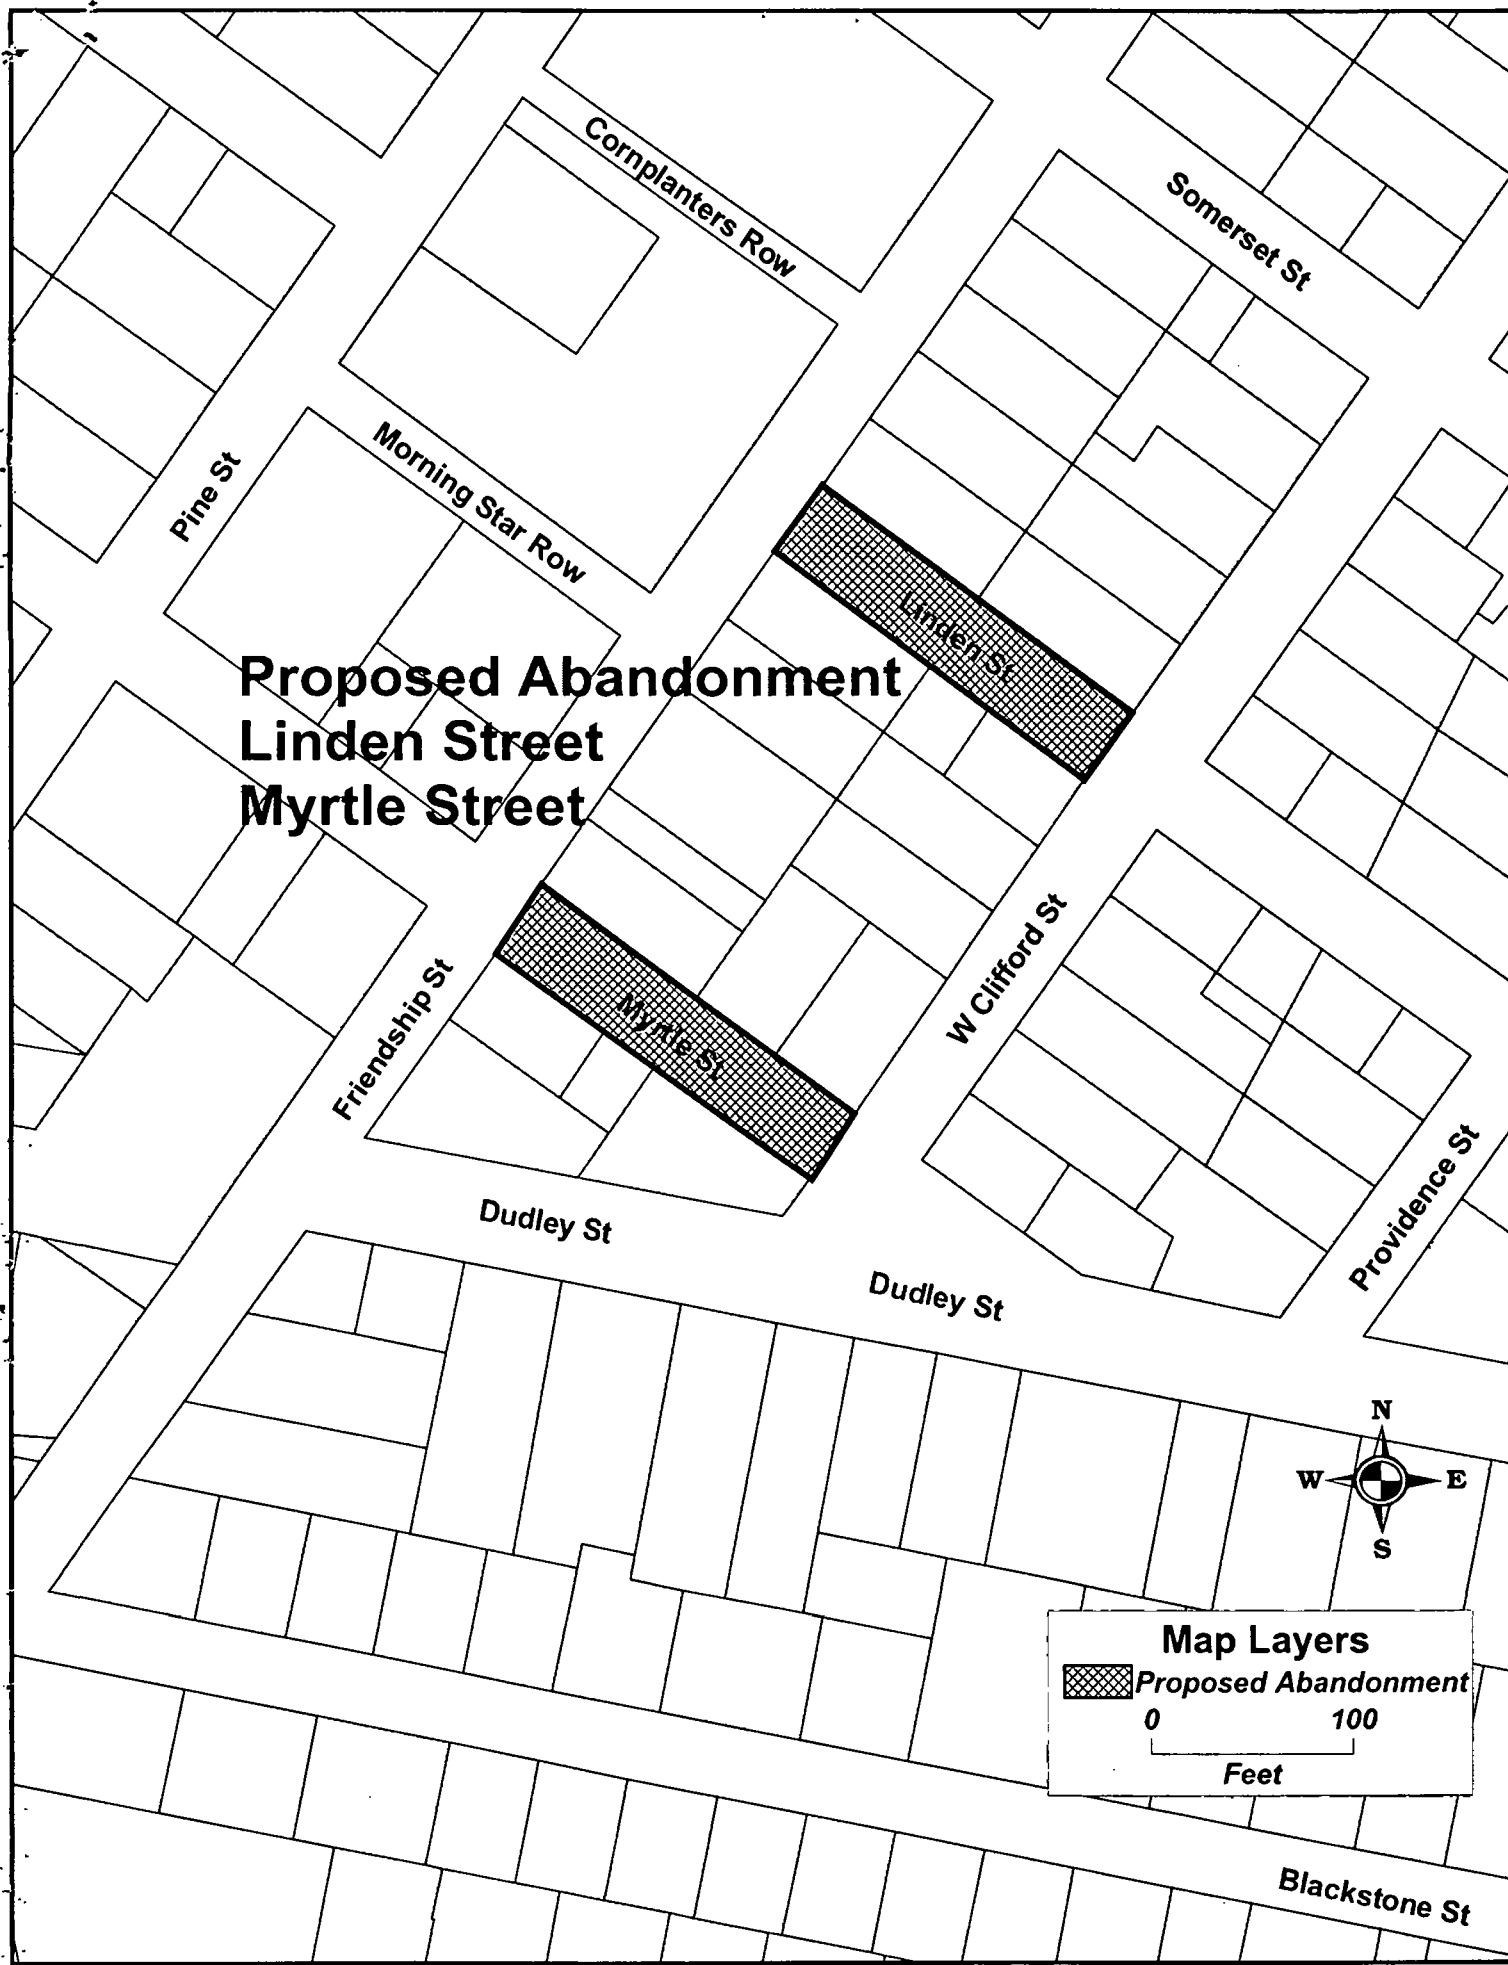 Cornplanters Row
Somerset St
Morning Star Row
Pine St
Linden St
Proposed Abandonment
Linden Street
Myrtle Street
W Clifford St
Friendship St
Myrtle St
Providence St
Dudley St
Dudley St
N
W E
S
Map Layers
Proposed Abandonment
0 100
Feet
Blackstone St